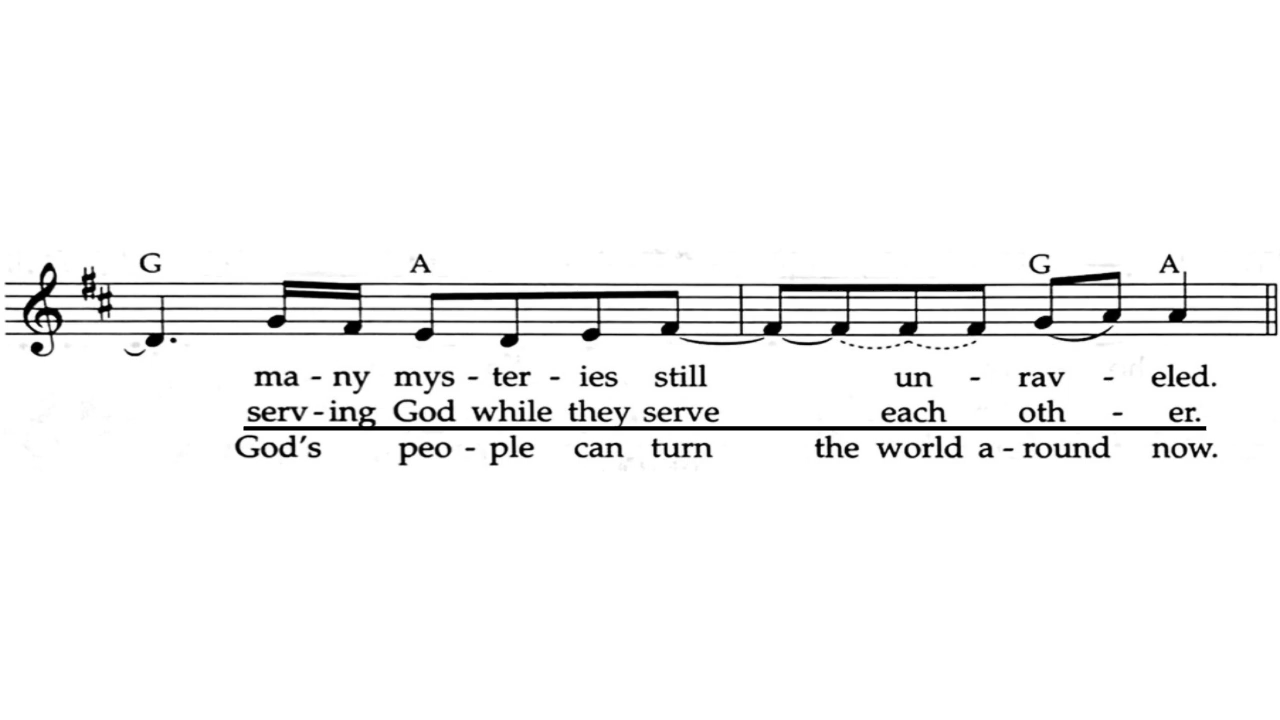 G A G A
ma - ny mys - ter - ies still un - rav - eled.
serv - ing God while they serve each oth - er.
God's peo - ple can turn the world a - round now.